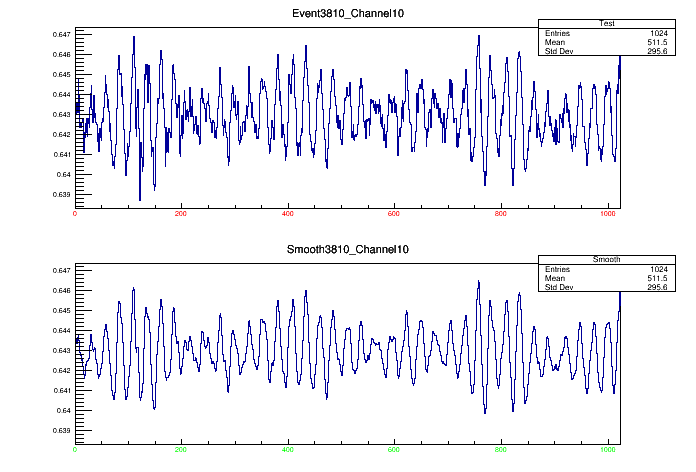 Event3810_Channel10
Test
Entries 1024
Mean 511.5
Std Dev 295.6
0.647
0.646
0.645
0.644
0.643
0.642
0.641
0.64
0.639
0 200 400 600 800 1000
Smooth3810_Channel10
Smooth
Entries 1024
Mean 511.5
Std Dev 295.6
0.647
0.646
0.645
0.644
0.643
0.642
0.641
0.64
0.639
0 200 400 600 800 1000